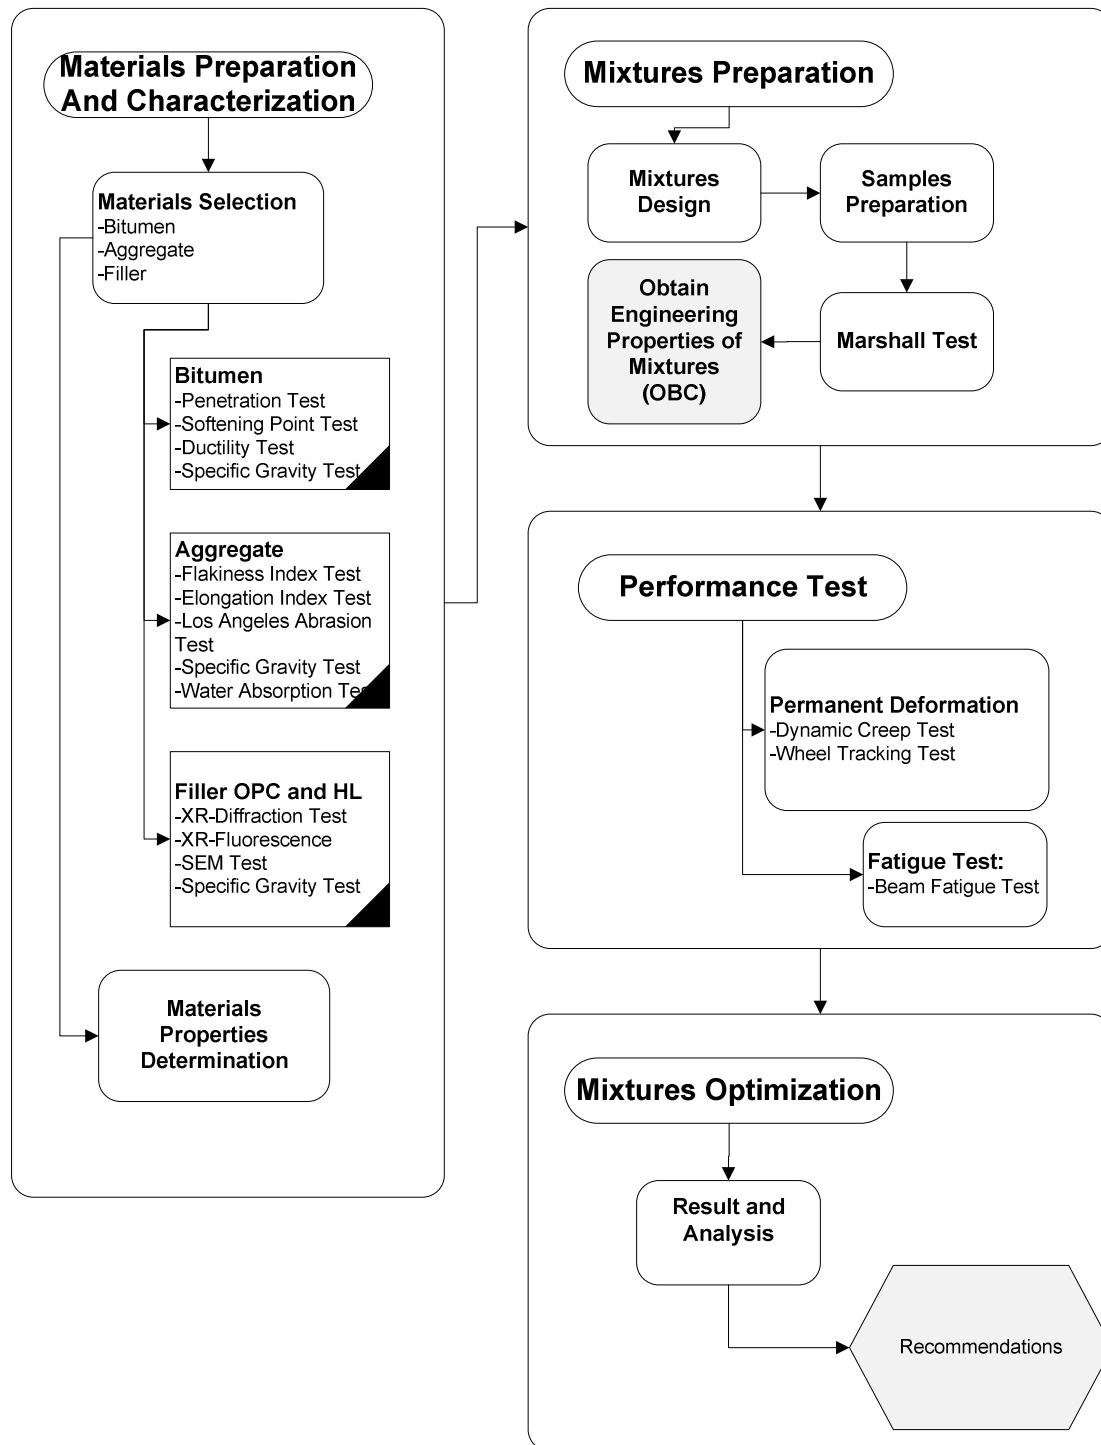 Materials Preparation
And Characterization
Materials Selection
-Bitumen
-Aggregate
-Filler
Bitumen
-Penetration Test
-Softening Point Test
-Ductility Test
-Specific Gravity Test
Aggregate
-Flakiness Index Test
-Elongation Index Test
-Los Angeles Abrasion
Test
-Specific Gravity Test
-Water Absorption Test
Filler OPC and HL
-XR-Diffraction Test
-XR-Fluorescence
-SEM Test
-Specific Gravity Test
Materials
Properties
Determination
Mixtures Preparation
Mixtures
Design
Samples
Preparation
Obtain
Engineering
Properties of
Mixtures
(OBC)
Marshall Test
Performance Test
Permanent Deformation
-Dynamic Creep Test
-Wheel Tracking Test
Fatigue Test:
-Beam Fatigue Test
Mixtures Optimization
Result and
Analysis
Recommendations